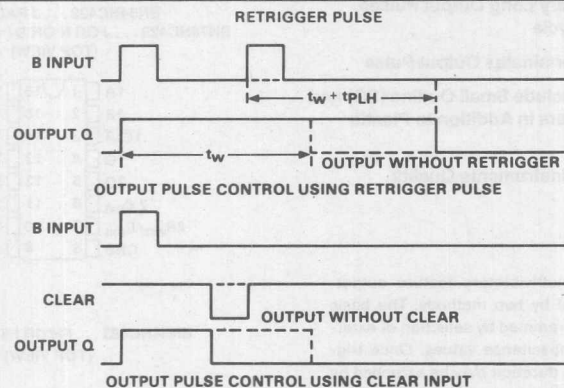 RETRIGGER PULSE
B INPUT
tw tPLH
OUTPUT Q
tw
OUTPUT WITHOUT RETRIGGER
OUTPUT PULSE CONTROL USING RETRIGGER PULSE
B INPUT
CLEAR
OUTPUT WITHOUT CLEAR
OUTPUT Q
OUTPUT PULSE CONTROL USING CLEAR INPUT